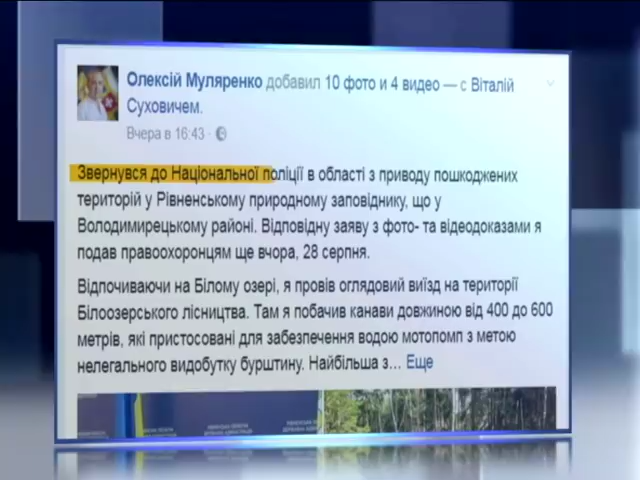 Олексій Муляренко добавил 10 фото и 4 видео — с Віталій
Суховичем.
Вчера в 16:43 ·
Звернувся до Національної поліції в області з приводу пошкоджених
територій у Рівненському природному заповіднику, що у
Володимирецькому районі. Відповідну заяву з фото- та відеодоказами я
подав правоохоронцям ще вчора, 28 серпня.
Відпочиваючи на Білому озері, я провів оглядовий виїзд на території
Білоозерського лісництва. Там я побачив канави довжиною від 400 до 600
метрів, які пристосовані для забезпечення водою мотопомп з метою
нелегального видобутку бурштину. Найбільша з... Еще